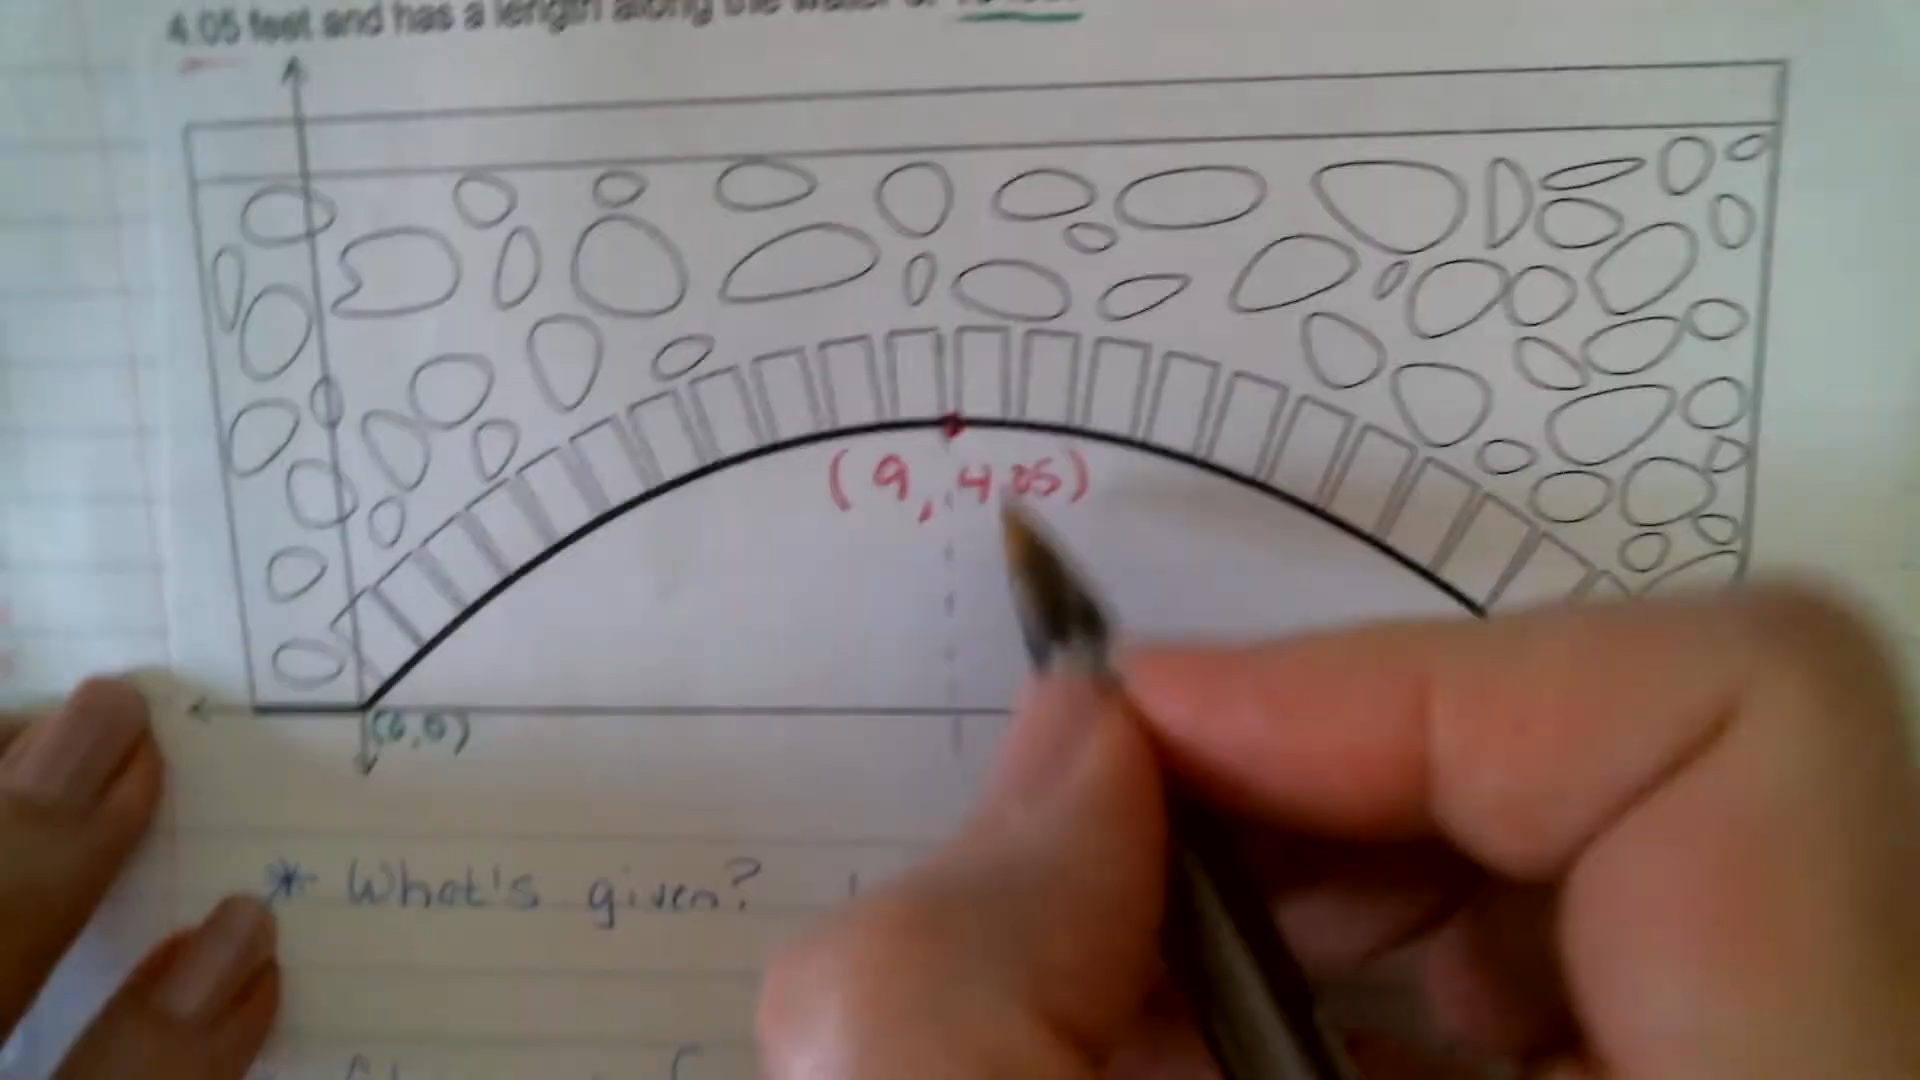 4.05 feet and has a length along the water of
(9, 4.05)
(0,0)
* What's given?